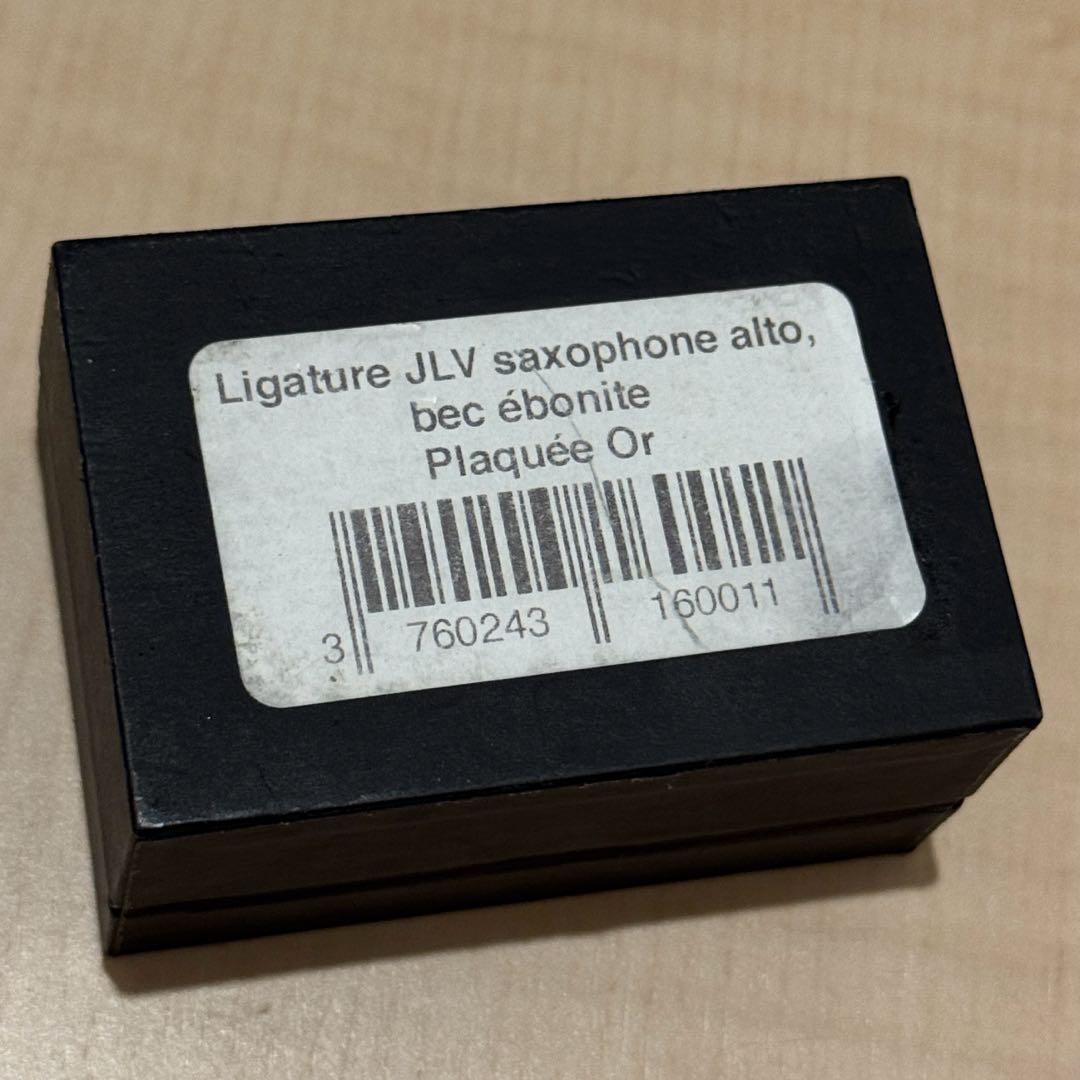 Ligature JLV saxophone alto,
bec ébonite
Plaquée Or
3 760243 160011